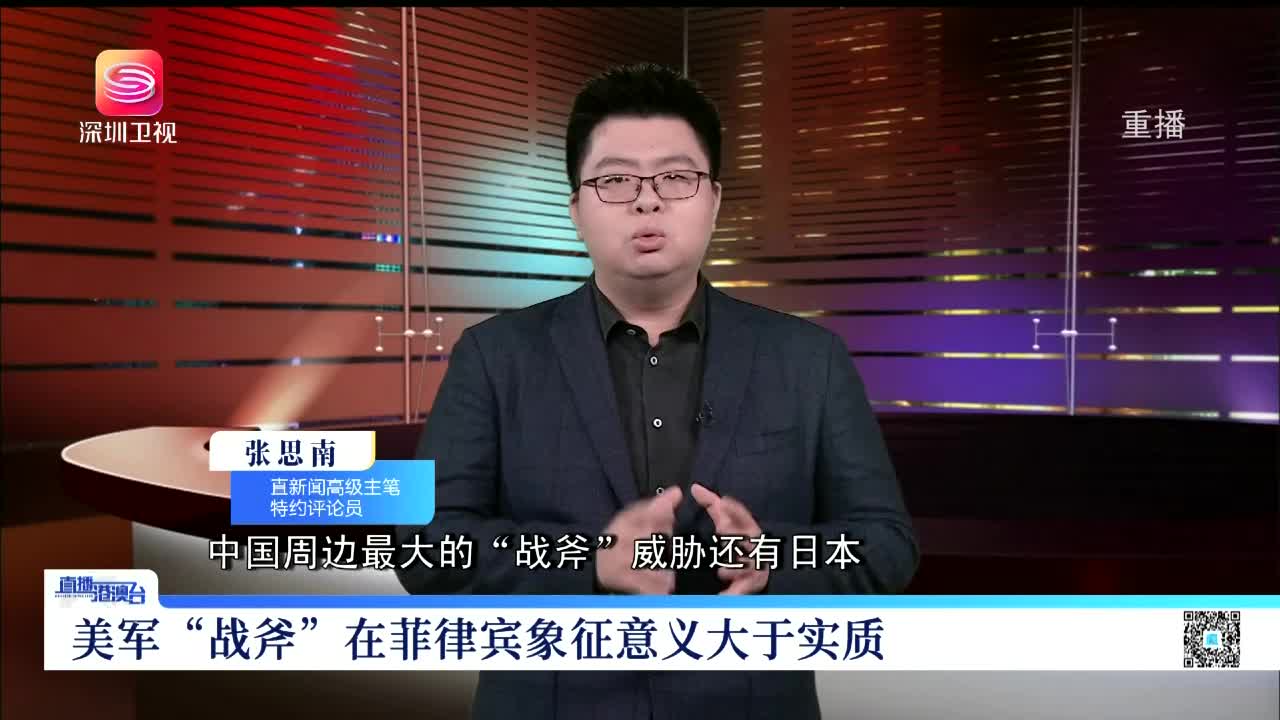 深圳卫视
重播
张思南
直新闻高级主笔
特约评论员
中国周边最大的“战斧”威胁还有日本
直播港澳台
美军“战斧”在菲律宾象征意义大于实质